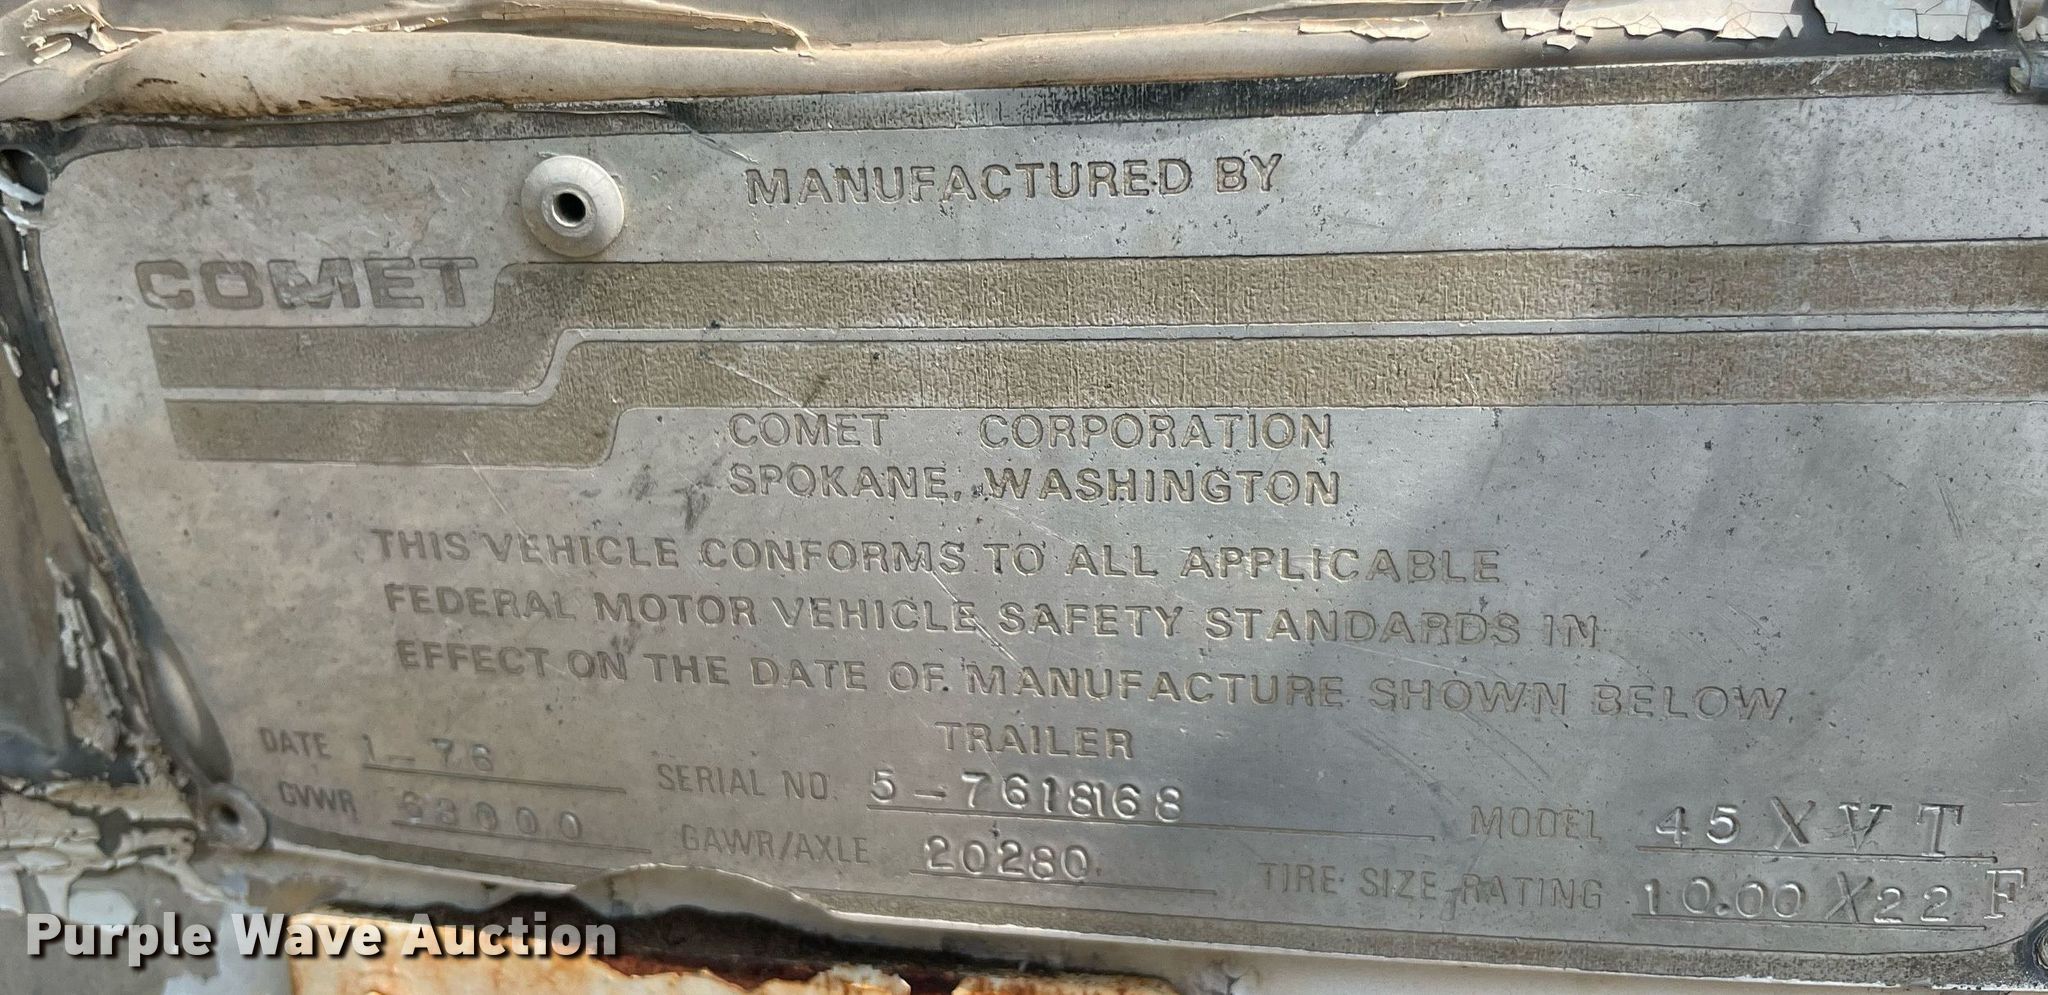 MANUFACTURED BY
COMET
COMET CORPORATION
SPOKANE, WASHINGTON
THIS VEHICLE CONFORMS TO ALL APPLICABLE
FEDERAL MOTOR VEHICLE SAFETY STANDARDS IN
EFFECT ON THE DATE OF MANUFACTURE SHOWN BELOW
TRAILER
DATE 1-76 SERIAL NO. 5-7618168 MODEL 45XVT
GVWR 63000 GAWR/AXLE 20280 TIRE SIZE, RATING 10.00X22 F
Purple Wave Auction